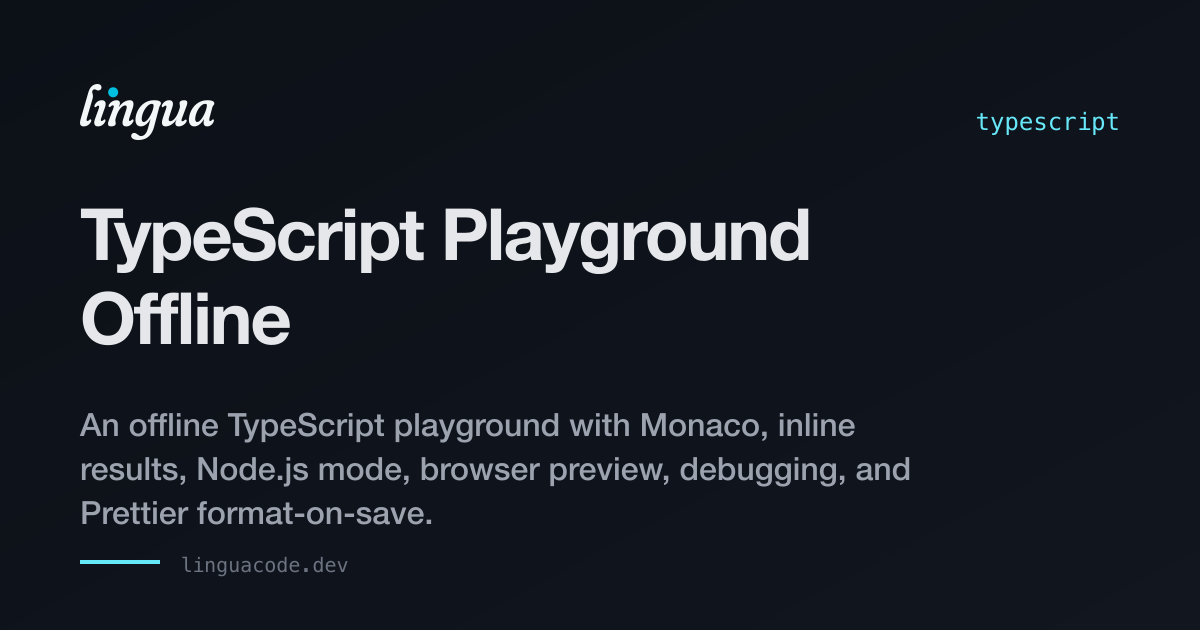 lingua
typescript
TypeScript Playground
Offline
An offline TypeScript playground with Monaco, inline
results, Node.js mode, browser preview, debugging, and
Prettier format-on-save.
linguacode.dev